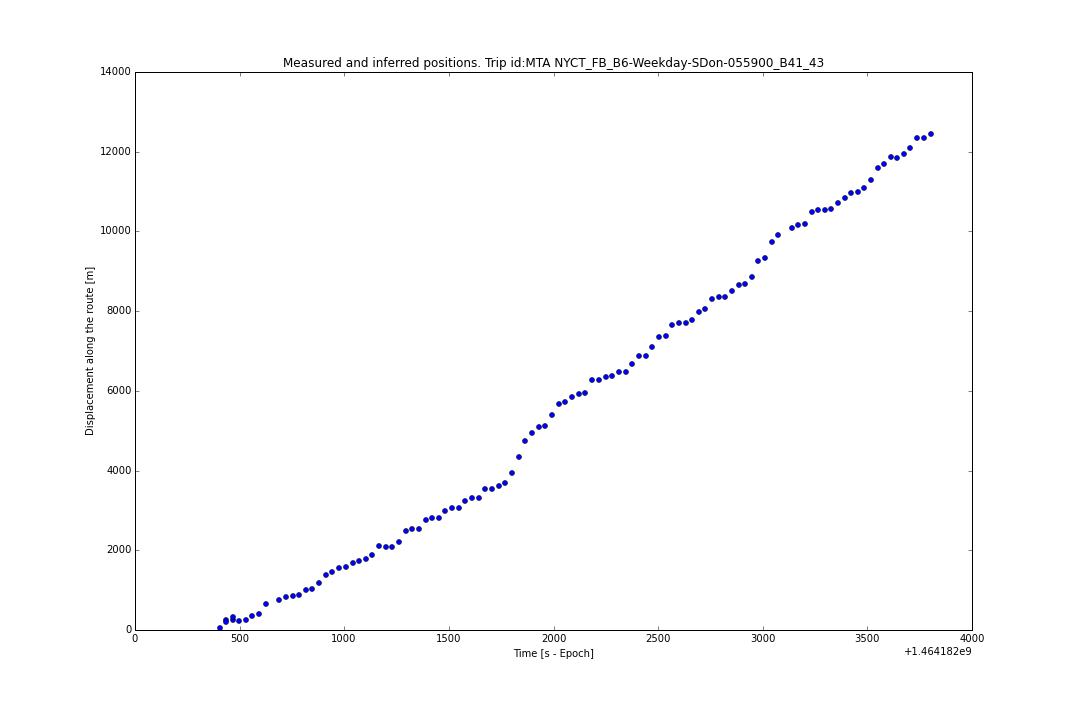 Measured and inferred positions. Trip id:MTA NYCT_FB_B6-Weekday-SDon-055900_B41_43
14000
12000
10000
8000
6000
4000
2000
0
Displacement along the route [m]
0 500 1000 1500 2000 2500 3000 3500 4000
Time [s - Epoch]
+1.464182e9